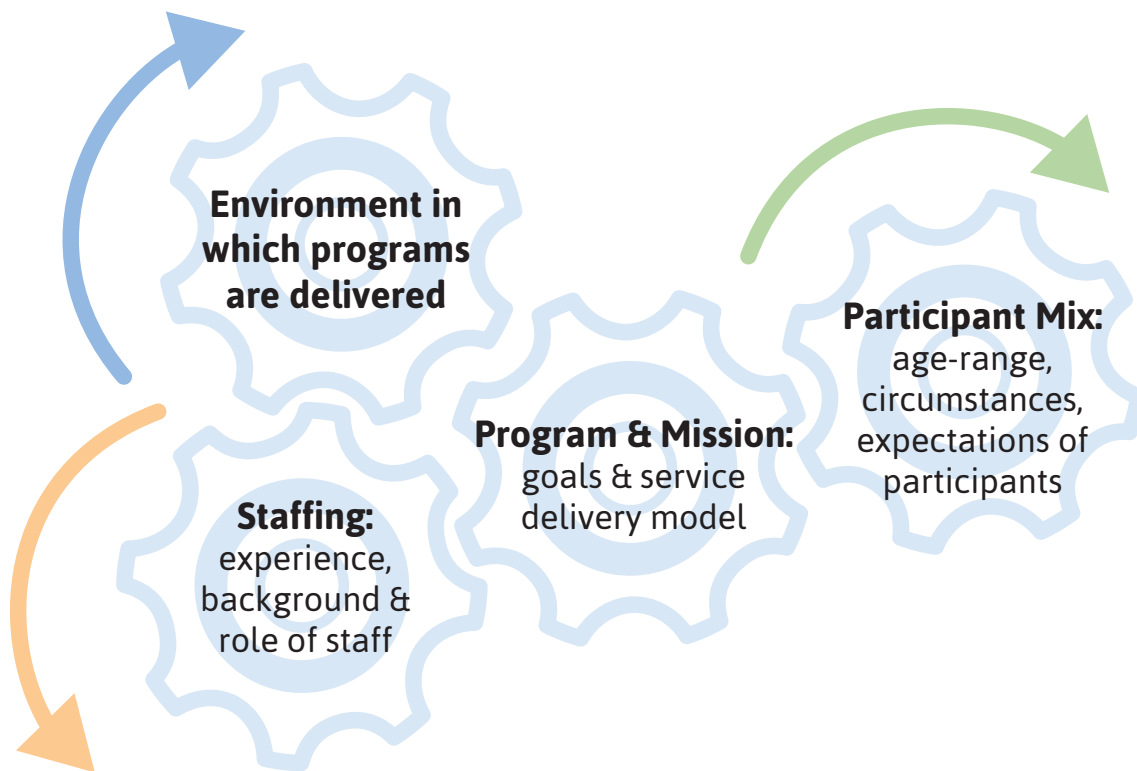 Environment in
which programs
are delivered
Staffing:
experience,
background &
role of staff
Program & Mission:
goals & service
delivery model
Participant Mix:
age-range,
circumstances,
expectations of
participants